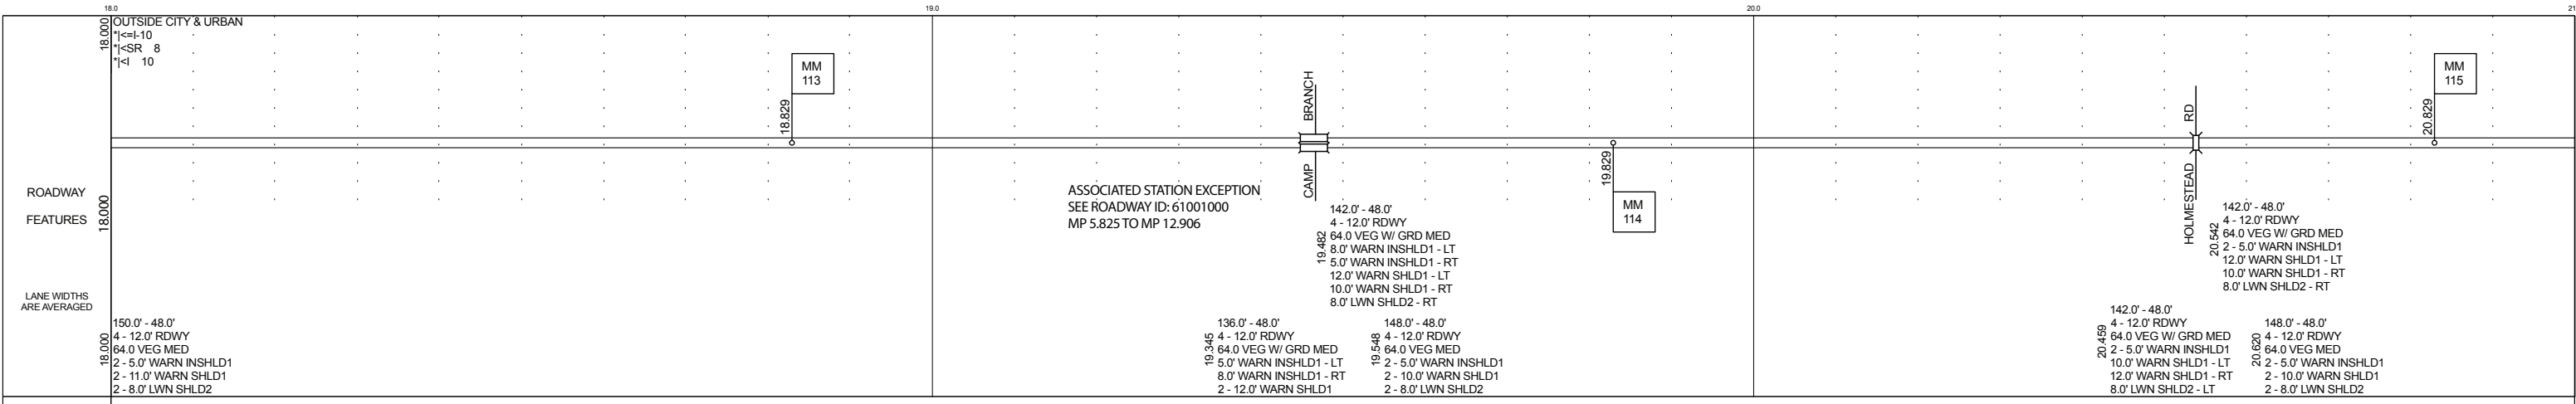 18.0
19.0
20.0
21
18.000
OUTSIDE CITY & URBAN
*|<=I-10
*|<SR 8
*|<I 10
MM
113
18.829
BRANCH
CAMP
MM
114
19.829
RD
HOLMESTEAD
MM
115
20.829
ROADWAY
FEATURES
18.000
ASSOCIATED STATION EXCEPTION
SEE ROADWAY ID: 61001000
MP 5.825 TO MP 12.906
19.482
142.0' - 48.0'
4 - 12.0' RDWY
64.0 VEG W/ GRD MED
8.0' WARN INSHLD1 - LT
5.0' WARN INSHLD1 - RT
12.0' WARN SHLD1 - LT
10.0' WARN SHLD1 - RT
8.0' LWN SHLD2 - RT
20.542
142.0' - 48.0'
4 - 12.0' RDWY
64.0 VEG W/ GRD MED
2 - 5.0' WARN INSHLD1
12.0' WARN SHLD1 - LT
10.0' WARN SHLD1 - RT
8.0' LWN SHLD2 - RT
LANE WIDTHS
ARE AVERAGED
18.000
150.0' - 48.0'
4 - 12.0' RDWY
64.0 VEG MED
2 - 5.0' WARN INSHLD1
2 - 11.0' WARN SHLD1
2 - 8.0' LWN SHLD2
19.345
136.0' - 48.0'
4 - 12.0' RDWY
64.0 VEG W/ GRD MED
5.0' WARN INSHLD1 - LT
8.0' WARN INSHLD1 - RT
2 - 12.0' WARN SHLD1
19.548
148.0' - 48.0'
4 - 12.0' RDWY
64.0 VEG MED
2 - 5.0' WARN INSHLD1
2 - 10.0' WARN SHLD1
2 - 8.0' LWN SHLD2
20.459
142.0' - 48.0'
4 - 12.0' RDWY
64.0 VEG W/ GRD MED
2 - 5.0' WARN INSHLD1
10.0' WARN SHLD1 - LT
12.0' WARN SHLD1 - RT
8.0' LWN SHLD2 - LT
20.620
148.0' - 48.0'
4 - 12.0' RDWY
64.0 VEG MED
2 - 5.0' WARN INSHLD1
2 - 10.0' WARN SHLD1
2 - 8.0' LWN SHLD2